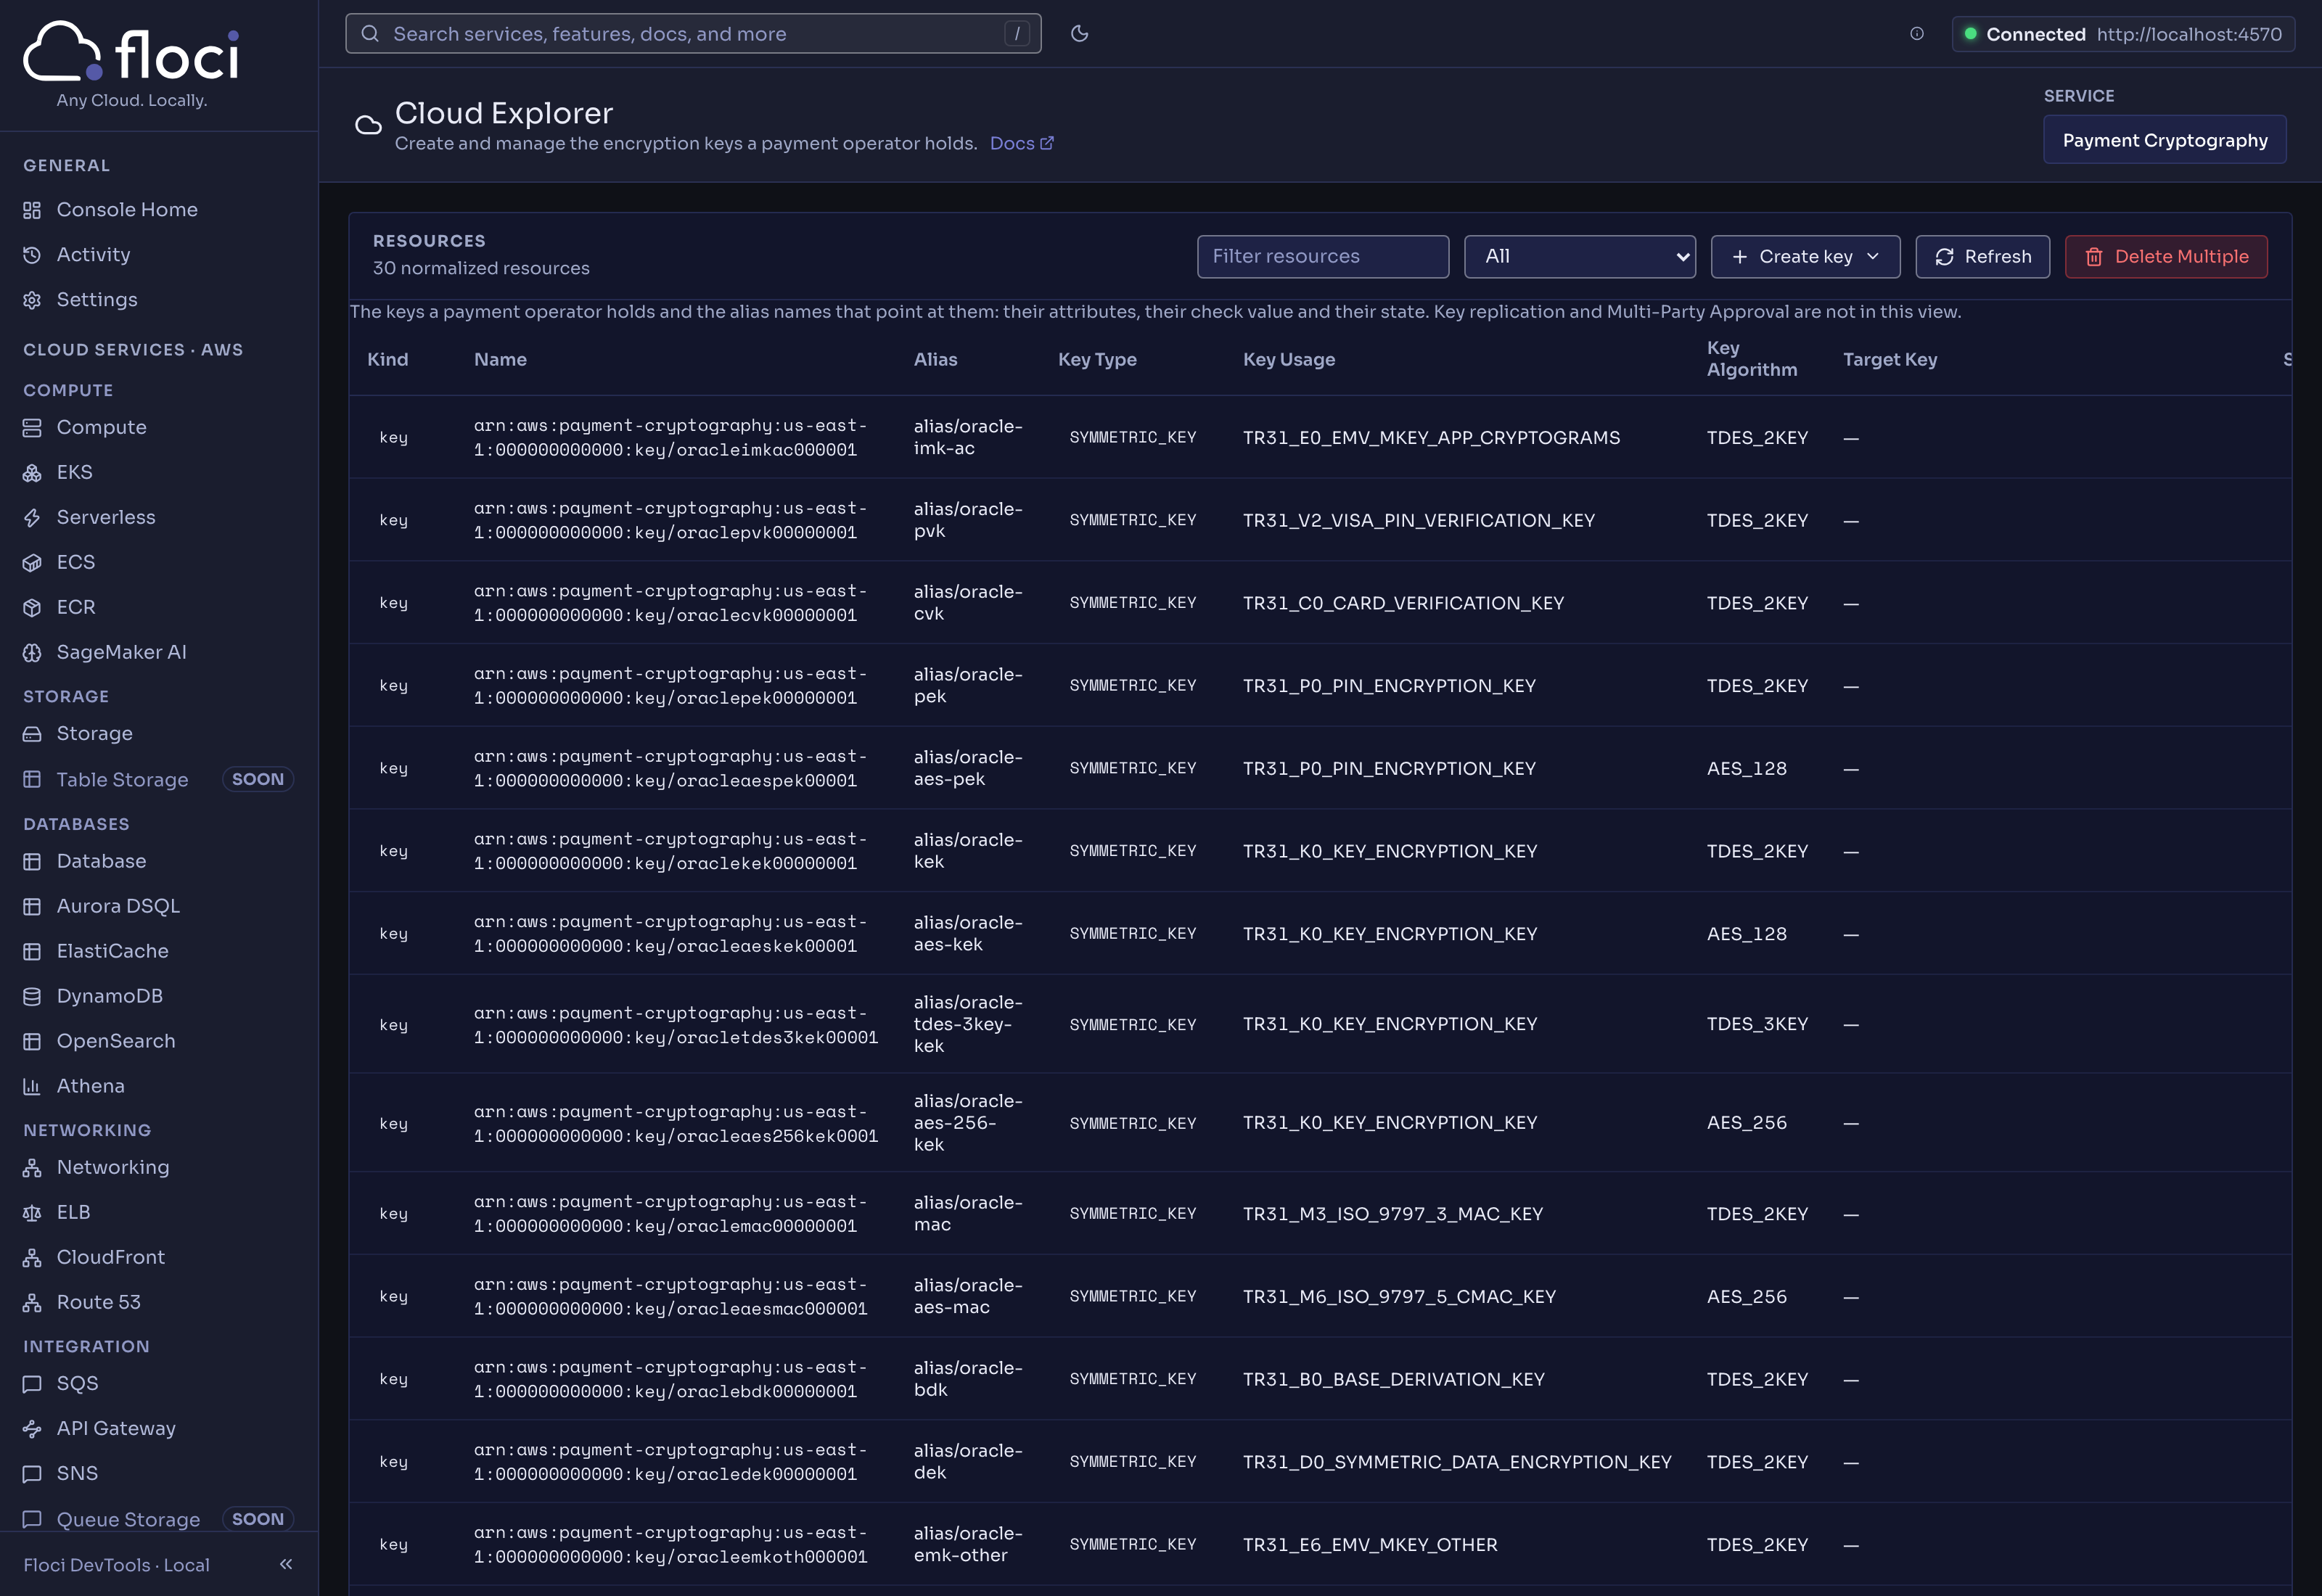 floci
Any Cloud. Locally.
GENERAL
Console Home
Activity
Settings
CLOUD SERVICES · AWS
COMPUTE
Compute
EKS
Serverless
ECS
ECR
SageMaker AI
STORAGE
Storage
Table Storage SOON
DATABASES
Database
Aurora DSQL
ElastiCache
DynamoDB
OpenSearch
Athena
NETWORKING
Networking
ELB
CloudFront
Route 53
INTEGRATION
SQS
API Gateway
SNS
Queue Storage SOON
Floci DevTools · Local
Search services, features, docs, and more /
Connected http://localhost:4570
Cloud Explorer
Create and manage the encryption keys a payment operator holds. Docs
SERVICE
Payment Cryptography
RESOURCES
30 normalized resources
Filter resources All Create key Refresh Delete Multiple
The keys a payment operator holds and the alias names that point at them: their attributes, their check value and their state. Key replication and Multi-Party Approval are not in this view.
Kind Name Alias Key Type Key Usage Key Algorithm Target Key S
key arn:aws:payment-cryptography:us-east-1:000000000000:key/oracleimkac000001 alias/oracle-imk-ac SYMMETRIC_KEY TR31_E0_EMV_MKEY_APP_CRYPTOGRAMS TDES_2KEY —
key arn:aws:payment-cryptography:us-east-1:000000000000:key/oraclepvk00000001 alias/oracle-pvk SYMMETRIC_KEY TR31_V2_VISA_PIN_VERIFICATION_KEY TDES_2KEY —
key arn:aws:payment-cryptography:us-east-1:000000000000:key/oraclecvk00000001 alias/oracle-cvk SYMMETRIC_KEY TR31_C0_CARD_VERIFICATION_KEY TDES_2KEY —
key arn:aws:payment-cryptography:us-east-1:000000000000:key/oraclepek00000001 alias/oracle-pek SYMMETRIC_KEY TR31_P0_PIN_ENCRYPTION_KEY TDES_2KEY —
key arn:aws:payment-cryptography:us-east-1:000000000000:key/oracleaespek00001 alias/oracle-aes-pek SYMMETRIC_KEY TR31_P0_PIN_ENCRYPTION_KEY AES_128 —
key arn:aws:payment-cryptography:us-east-1:000000000000:key/oraclekek00000001 alias/oracle-kek SYMMETRIC_KEY TR31_K0_KEY_ENCRYPTION_KEY TDES_2KEY —
key arn:aws:payment-cryptography:us-east-1:000000000000:key/oracleaeskek00001 alias/oracle-aes-kek SYMMETRIC_KEY TR31_K0_KEY_ENCRYPTION_KEY AES_128 —
key arn:aws:payment-cryptography:us-east-1:000000000000:key/oracletdes3kek00001 alias/oracle-tdes-3key-kek SYMMETRIC_KEY TR31_K0_KEY_ENCRYPTION_KEY TDES_3KEY —
key arn:aws:payment-cryptography:us-east-1:000000000000:key/oracleaes256kek0001 alias/oracle-aes-256-kek SYMMETRIC_KEY TR31_K0_KEY_ENCRYPTION_KEY AES_256 —
key arn:aws:payment-cryptography:us-east-1:000000000000:key/oraclemac00000001 alias/oracle-mac SYMMETRIC_KEY TR31_M3_ISO_9797_3_MAC_KEY TDES_2KEY —
key arn:aws:payment-cryptography:us-east-1:000000000000:key/oracleaesmac000001 alias/oracle-aes-mac SYMMETRIC_KEY TR31_M6_ISO_9797_5_CMAC_KEY AES_256 —
key arn:aws:payment-cryptography:us-east-1:000000000000:key/oraclebdk00000001 alias/oracle-bdk SYMMETRIC_KEY TR31_B0_BASE_DERIVATION_KEY TDES_2KEY —
key arn:aws:payment-cryptography:us-east-1:000000000000:key/oracledek00000001 alias/oracle-dek SYMMETRIC_KEY TR31_D0_SYMMETRIC_DATA_ENCRYPTION_KEY TDES_2KEY —
key arn:aws:payment-cryptography:us-east-1:000000000000:key/oracleemkoth000001 alias/oracle-emk-other SYMMETRIC_KEY TR31_E6_EMV_MKEY_OTHER TDES_2KEY —